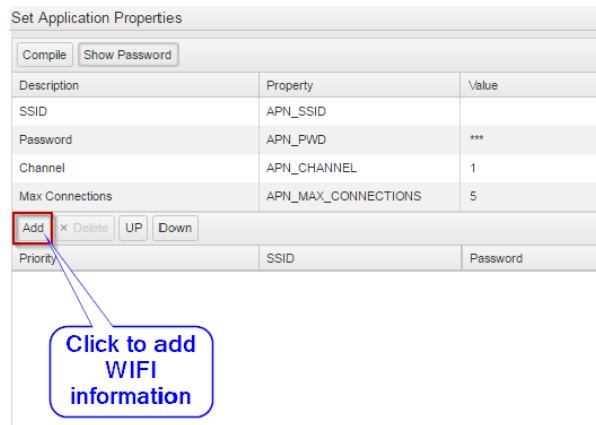 Set Application Properties
Compile Show Password
Description Property Value
SSID APN_SSID
Password APN_PWD ***
Channel APN_CHANNEL 1
Max Connections APN_MAX_CONNECTIONS 5
Add × Delete UP Down
Priority SSID Password
Click to add
WIFI
information